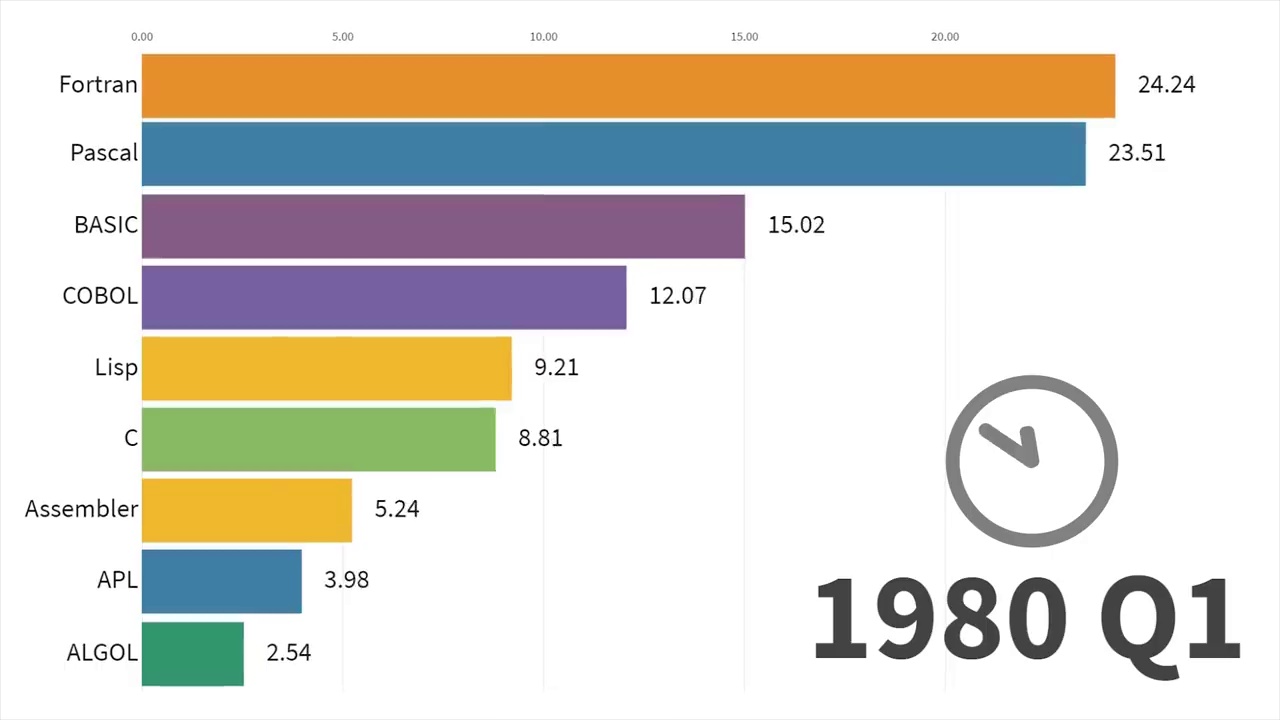 0.00 5.00 10.00 15.00 20.00
Fortran 24.24
Pascal 23.51
BASIC 15.02
COBOL 12.07
Lisp 9.21
C 8.81
Assembler 5.24
APL 3.98
ALGOL 2.54
1980 Q1